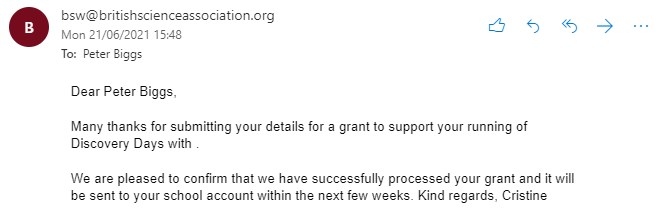 B
bsw@britishscienceassociation.org
Mon 21/06/2021 15:48
To: Peter Biggs
Dear Peter Biggs,
Many thanks for submitting your details for a grant to support your running of
Discovery Days with .
We are pleased to confirm that we have successfully processed your grant and it will
be sent to your school account within the next few weeks. Kind regards, Cristine